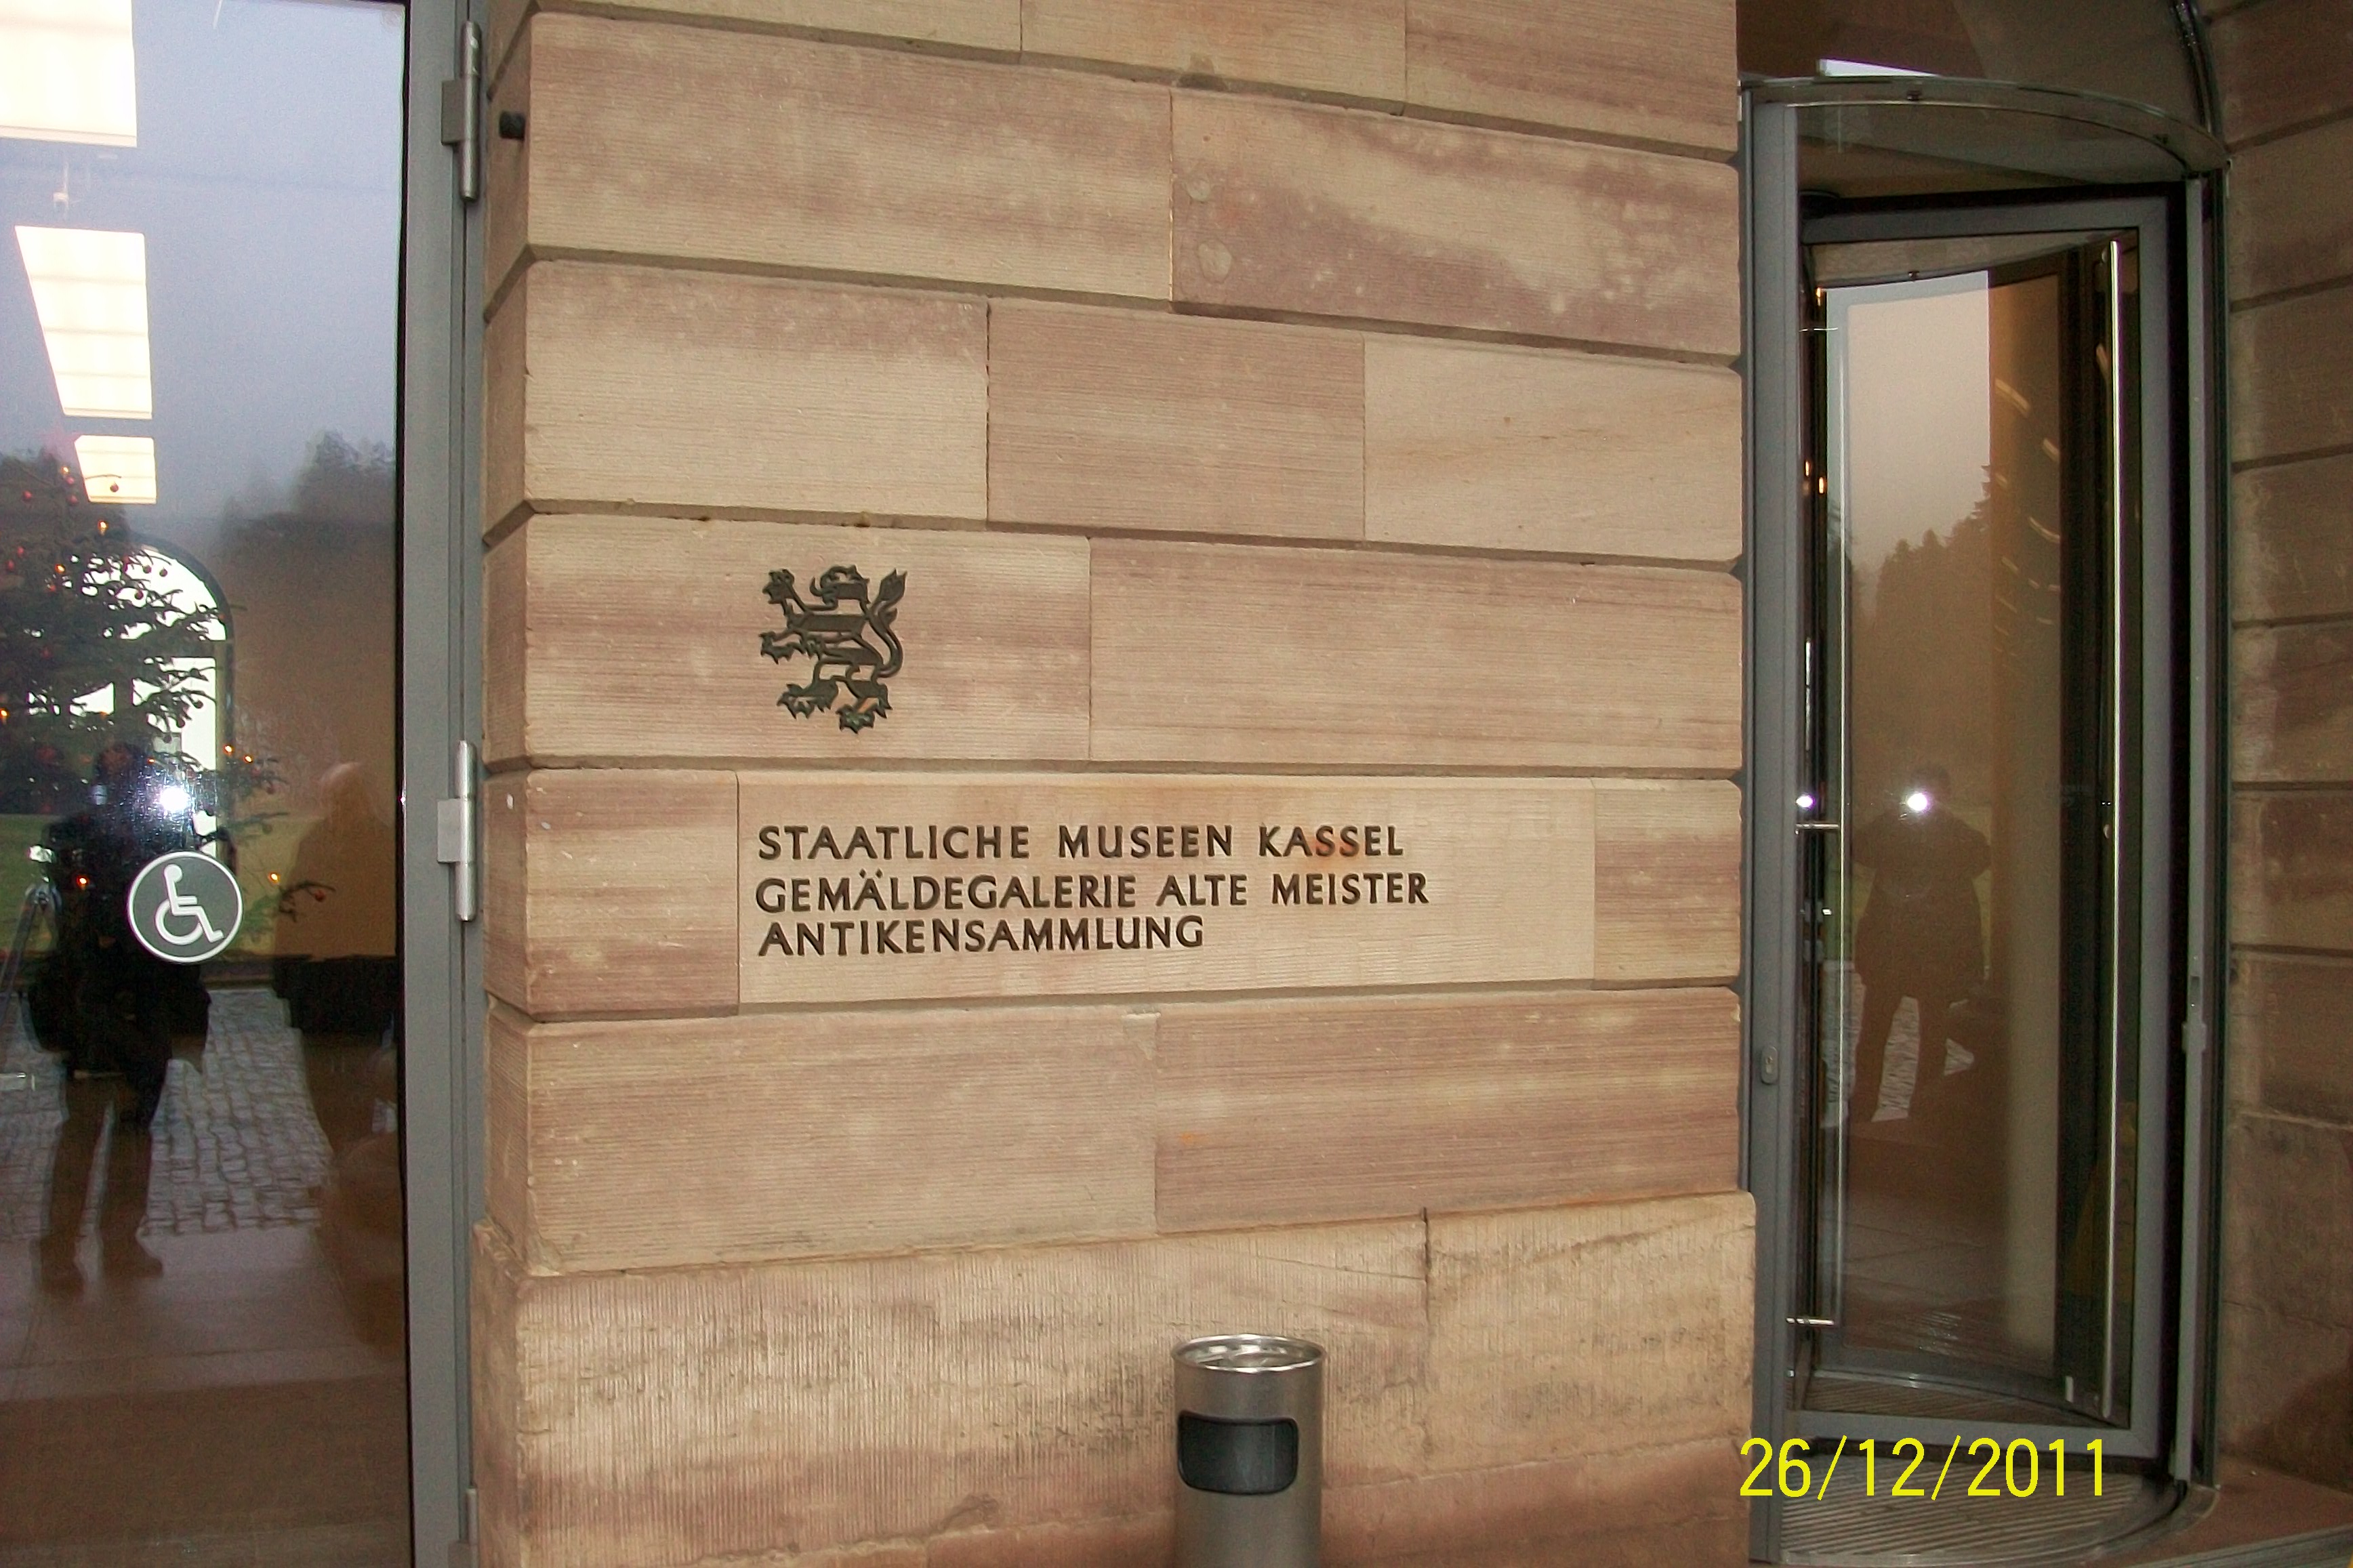 STAATLICHE MUSEEN KASSEL
GEMÄLDEGALERIE ALTE MEISTER
ANTIKENSAMMLUNG
26/12/2011